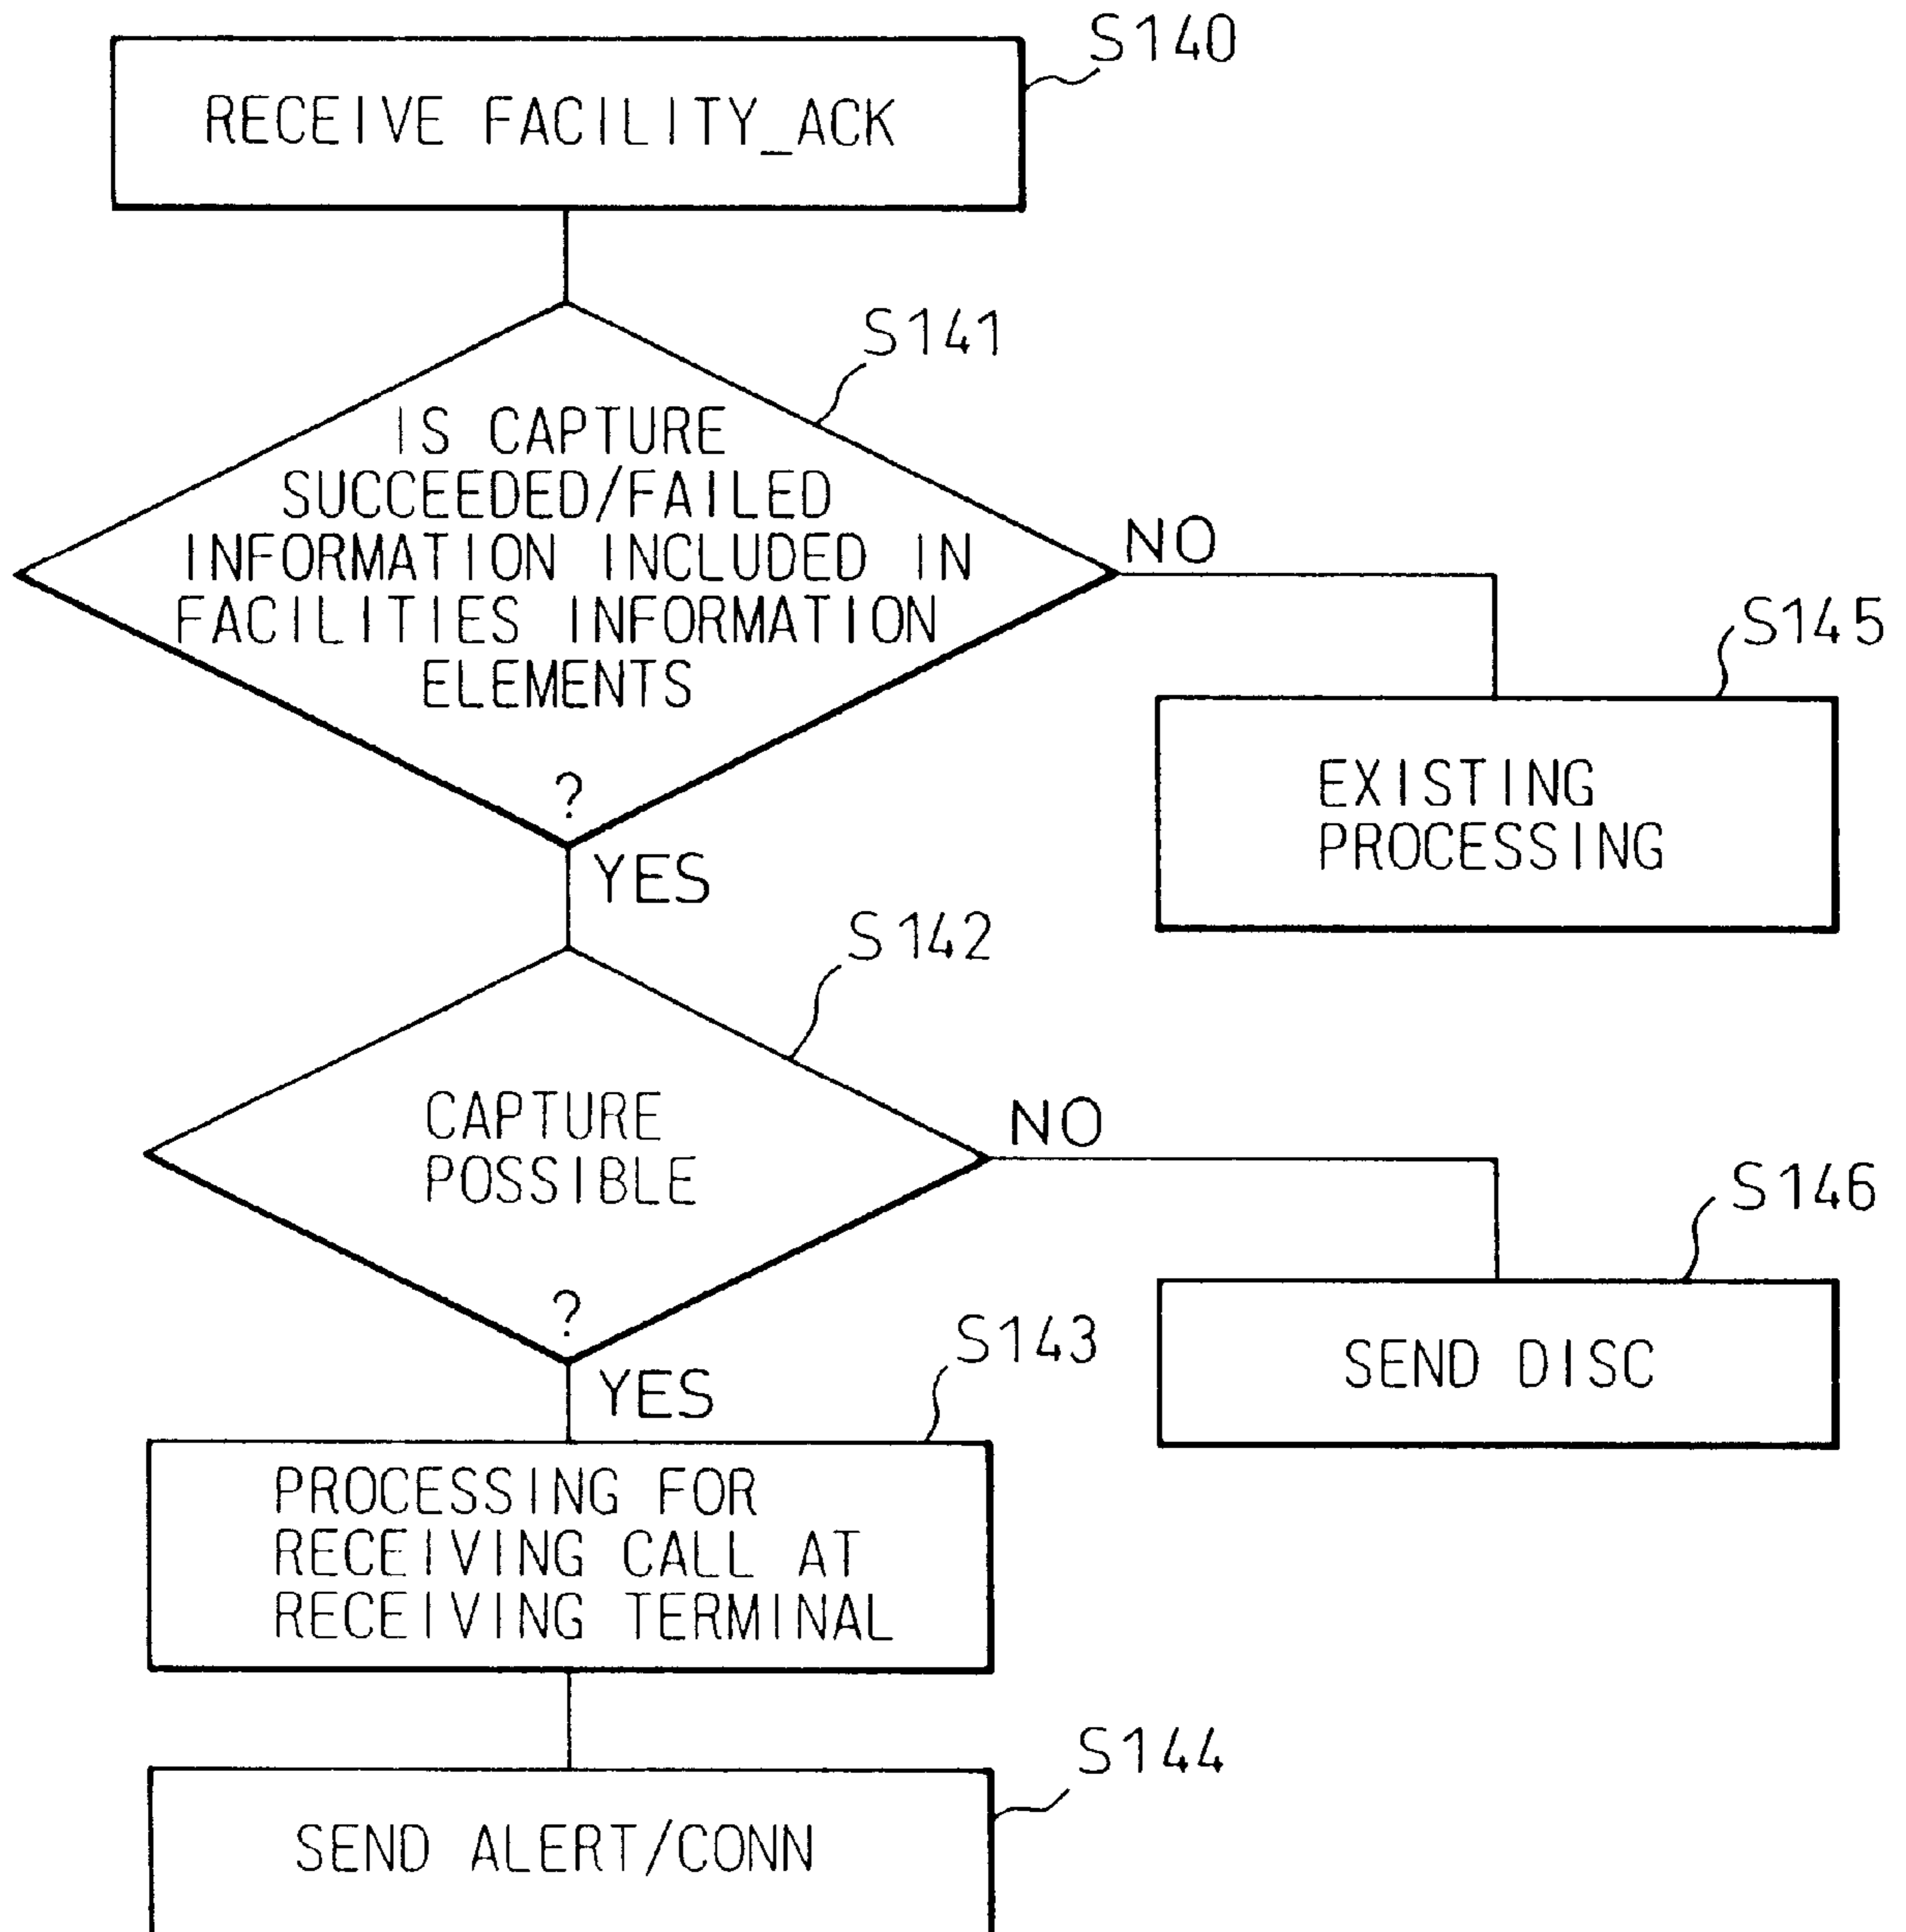 S140
RECEIVE FACILITY_ACK
S141
IS CAPTURE
SUCCEEDED/FAILED
INFORMATION INCLUDED IN
FACILITIES INFORMATION
ELEMENTS
?
NO
S145
EXISTING
PROCESSING
YES
S142
CAPTURE
POSSIBLE
?
NO
S146
SEND DISC
YES
S143
PROCESSING FOR
RECEIVING CALL AT
RECEIVING TERMINAL
S144
SEND ALERT/CONN